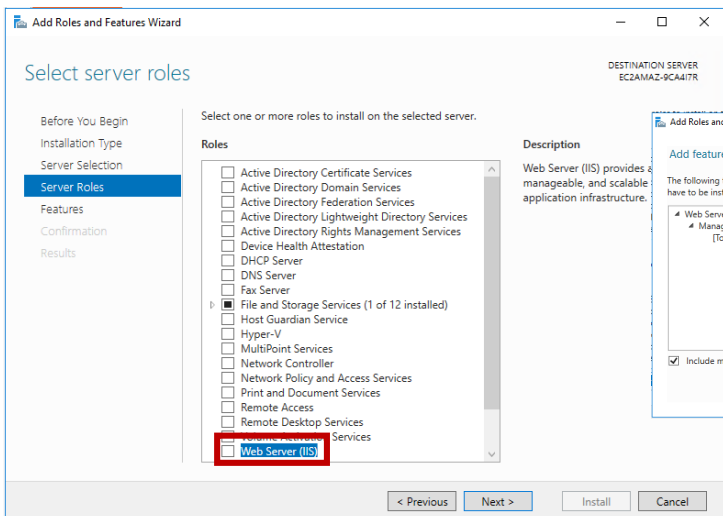 Add Roles and Features Wizard
Select server roles
DESTINATION SERVER
EC2AMAZ-9CA4I7R
Before You Begin
Installation Type
Server Selection
Server Roles
Features
Confirmation
Results
Select one or more roles to install on the selected server.
Roles
Active Directory Certificate Services
Active Directory Domain Services
Active Directory Federation Services
Active Directory Lightweight Directory Services
Active Directory Rights Management Services
Device Health Attestation
DHCP Server
DNS Server
Fax Server
File and Storage Services (1 of 12 installed)
Host Guardian Service
Hyper-V
MultiPoint Services
Network Controller
Network Policy and Access Services
Print and Document Services
Remote Access
Remote Desktop Services
Volume Activation Services
Web Server (IIS)
Description
Web Server (IIS) provides a
manageable, and scalable
application infrastructure.
Add Roles and
Add feature
The following
have to be inst
Web Serve
Manag
[To
Include m
< Previous
Next >
Install
Cancel